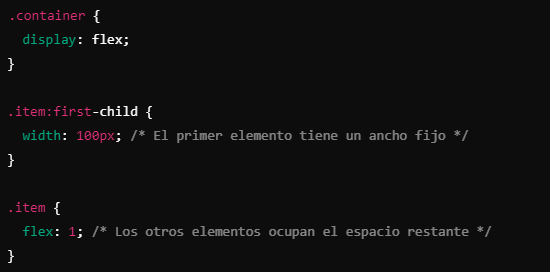 .container {
  display: flex;
}

.item:first-child {
  width: 100px; /* El primer elemento tiene un ancho fijo */
}

.item {
  flex: 1; /* Los otros elementos ocupan el espacio restante */
}